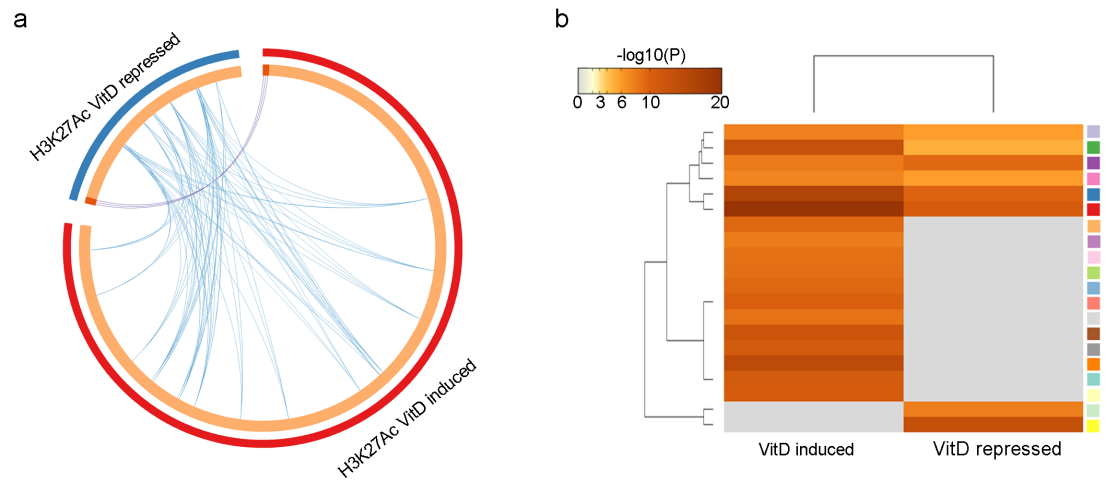 a
H3K27Ac VitD repressed
H3K27Ac VitD induced
b
-log10(P)
0 3 6 10 20
VitD induced VitD repressed